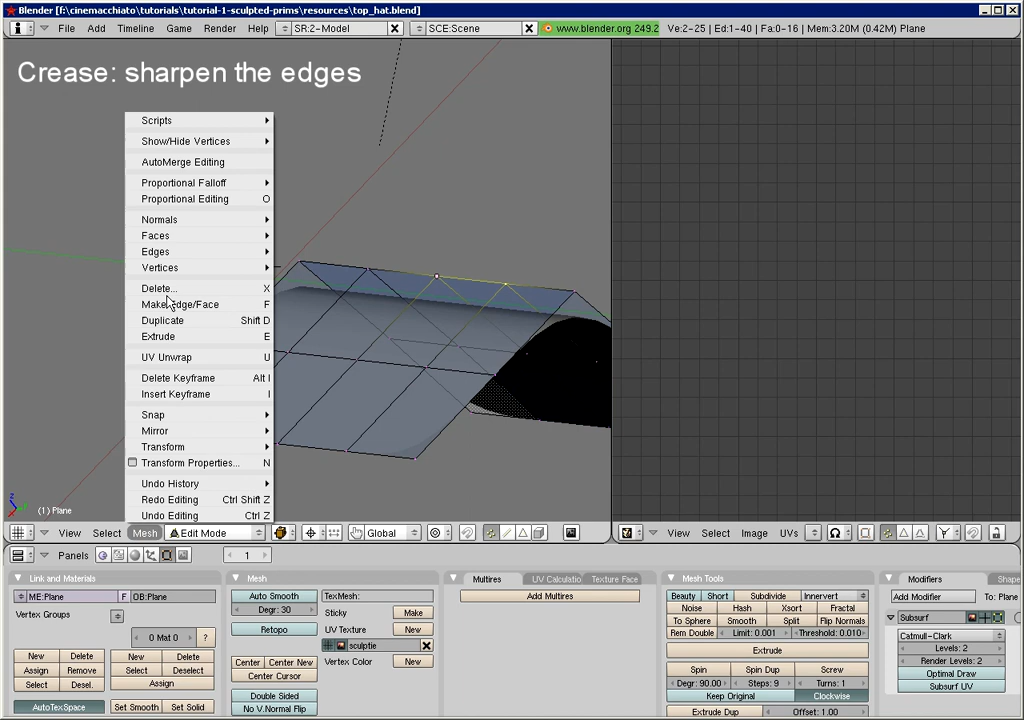 Blender [f:\cinemacchiato\tutorials\tutorial-1-sculpted-prims\resources\top_hat.blend]
File Add Timeline Game Render Help SR:2-Model SCE:Scene www.blender.org 249.2 Ve:2-25 | Ed:1-40 | Fa:0-16 | Mem:3.20M (0.42M) Plane
Crease: sharpen the edges
Scripts
Show/Hide Vertices
AutoMerge Editing
Proportional Falloff
Proportional Editing O
Normals
Faces
Edges
Vertices
Delete... X
Make Edge/Face F
Duplicate Shift D
Extrude E
UV Unwrap U
Delete Keyframe Alt I
Insert Keyframe I
Snap
Mirror
Transform
Transform Properties... N
Undo History
Redo Editing Ctrl Shift Z
Undo Editing Ctrl Z
(1) Plane
View Select Mesh Edit Mode Global View Select Image UVs
Panels 1
Link and Materials
ME:Plane F OB:Plane
Vertex Groups
0 Mat 0 ?
New Delete New Delete
Assign Remove Select Deselect
Select Desel. Assign
AutoTexSpace Set Smooth Set Solid
Mesh
Auto Smooth TexMesh:
Degr: 30 Sticky Make
Retopo UV Texture New
sculptie
Center Center New Vertex Color New
Center Cursor
Double Sided
No V.Normal Flip
Multires UV Calculatio Texture Face
Add Multires
Mesh Tools
Beauty Short Subdivide Innervert
Noise Hash Xsort Fractal
To Sphere Smooth Split Flip Normals
Rem Double Limit: 0.001 Threshold: 0.010
Extrude
Spin Spin Dup Screw
Degr: 90.00 Steps: 9 Turns: 1
Keep Original Clockwise
Extrude Dup Offset: 1.00
Modifiers Shape
Add Modifier To: Plane
Subsurf
Catmull-Clark
Levels: 2
Render Levels: 2
Optimal Draw
Subsurf UV